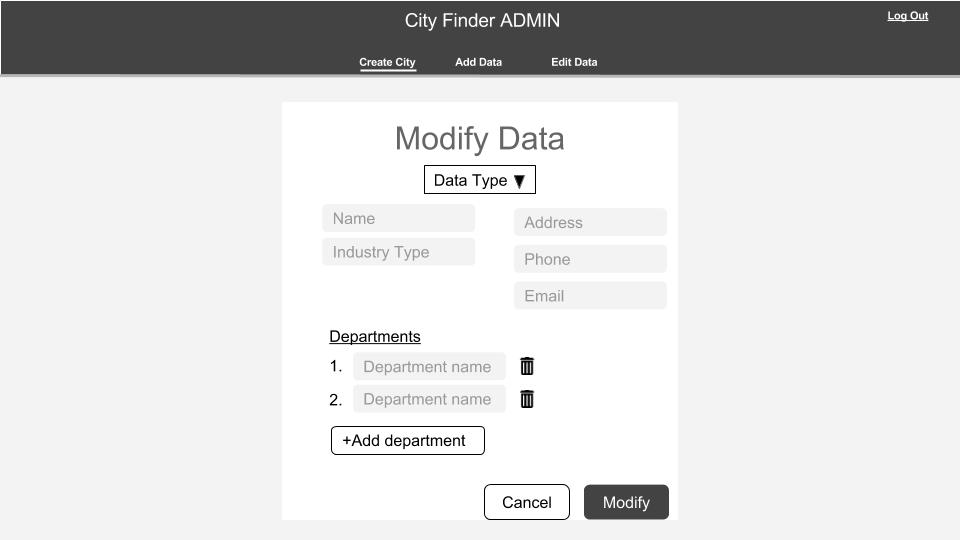 City Finder ADMIN
Log Out
Create City Add Data Edit Data
Modify Data
Data Type
Name
Industry Type
Address
Phone
Email
Departments
1. Department name
2. Department name
+Add department
Cancel Modify